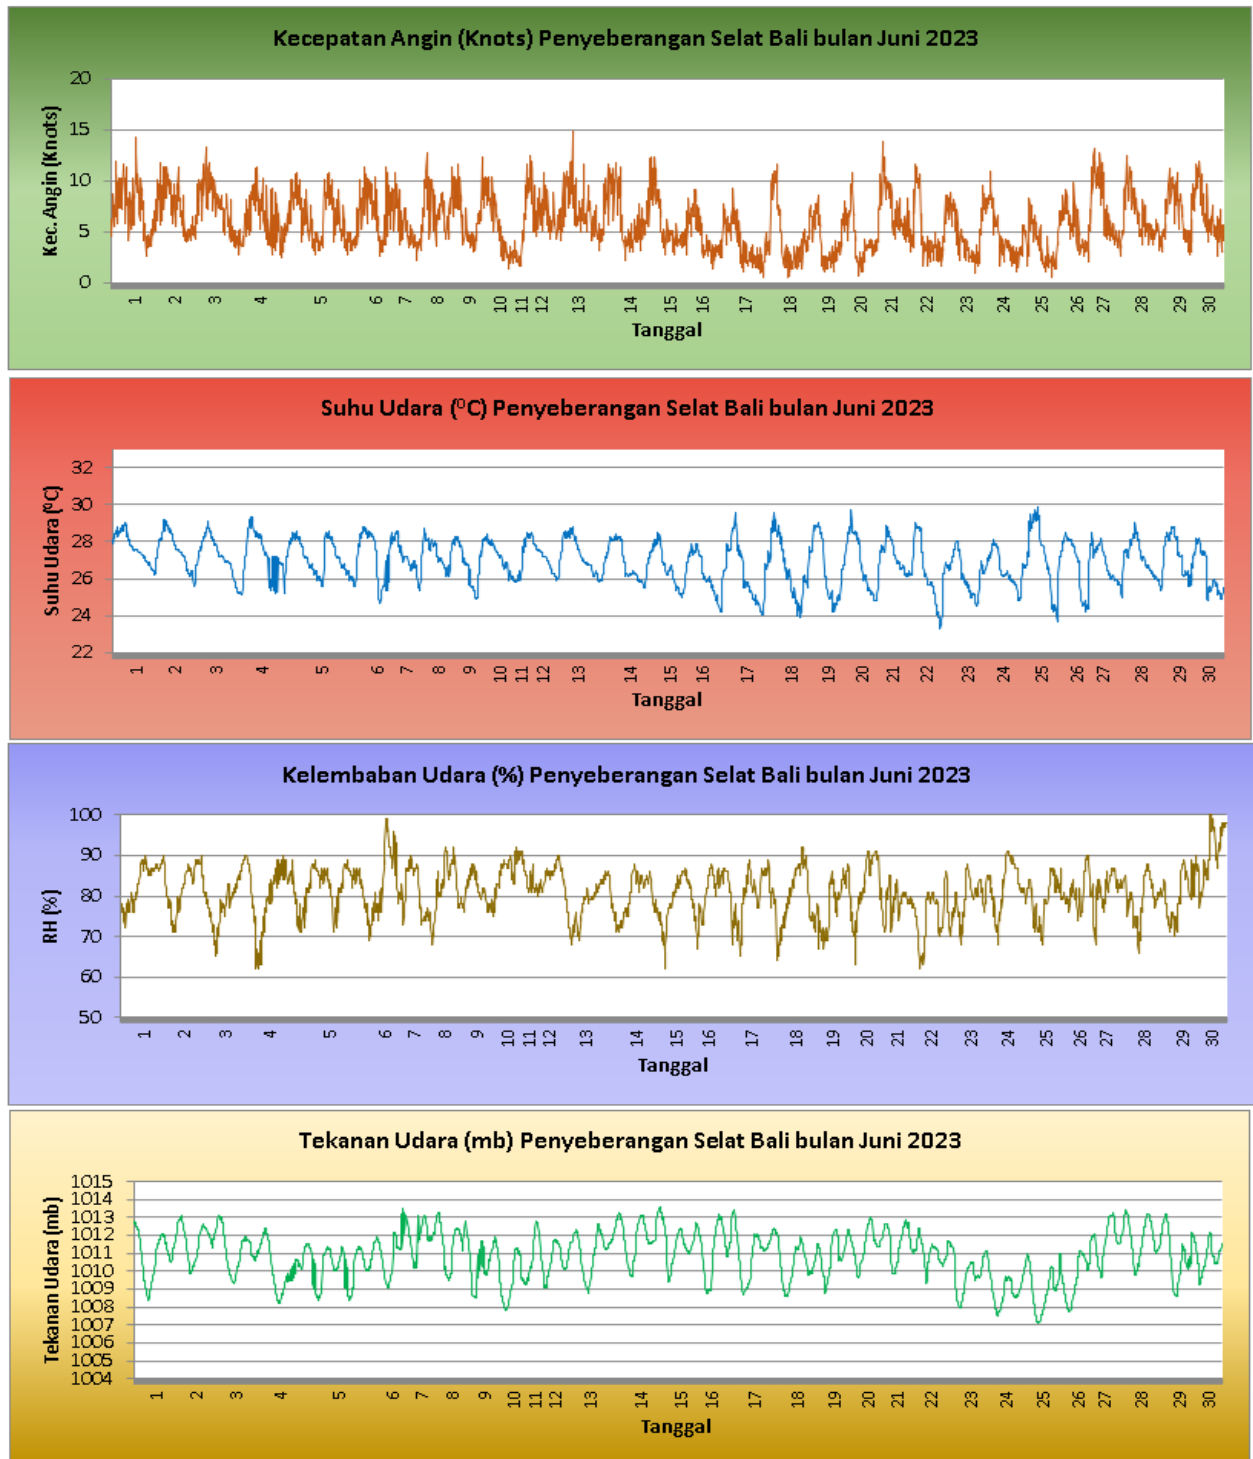 Kecepatan Angin (Knots) Penyeberangan Selat Bali bulan Juni 2023
Kec. Angin (Knots)
20
15
10
5
0
1 2 3 4 5 6 7 8 9 10 11 12 13 14 15 16 17 18 19 20 21 22 23 24 25 26 27 28 29 30
Tanggal
Suhu Udara (⁰C) Penyeberangan Selat Bali bulan Juni 2023
Suhu Udara (⁰C)
32
30
28
26
24
22
1 2 3 4 5 6 7 8 9 10 11 12 13 14 15 16 17 18 19 20 21 22 23 24 25 26 27 28 29 30
Tanggal
Kelembaban Udara (%) Penyeberangan Selat Bali bulan Juni 2023
RH (%)
100
90
80
70
60
50
1 2 3 4 5 6 7 8 9 10 11 12 13 14 15 16 17 18 19 20 21 22 23 24 25 26 27 28 29 30
Tanggal
Tekanan Udara (mb) Penyeberangan Selat Bali bulan Juni 2023
Tekanan Udara (mb)
1015
1014
1013
1012
1011
1010
1009
1008
1007
1006
1005
1004
1 2 3 4 5 6 7 8 9 10 11 12 13 14 15 16 17 18 19 20 21 22 23 24 25 26 27 28 29 30
Tanggal